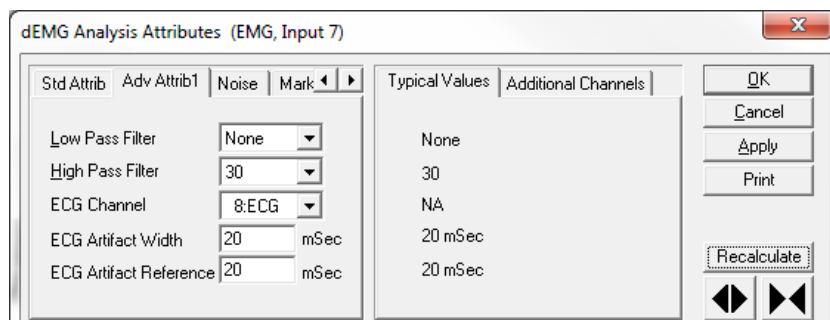 dEMG Analysis Attributes (EMG, Input 7)
x
Std Attrib Adv Attrib1 Noise Mark
Typical Values Additional Channels
OK
Cancel
Apply
Print
Low Pass Filter None None
High Pass Filter 30 30
ECG Channel 8:ECG NA
ECG Artifact Width 20 mSec 20 mSec
ECG Artifact Reference 20 mSec 20 mSec
Recalculate